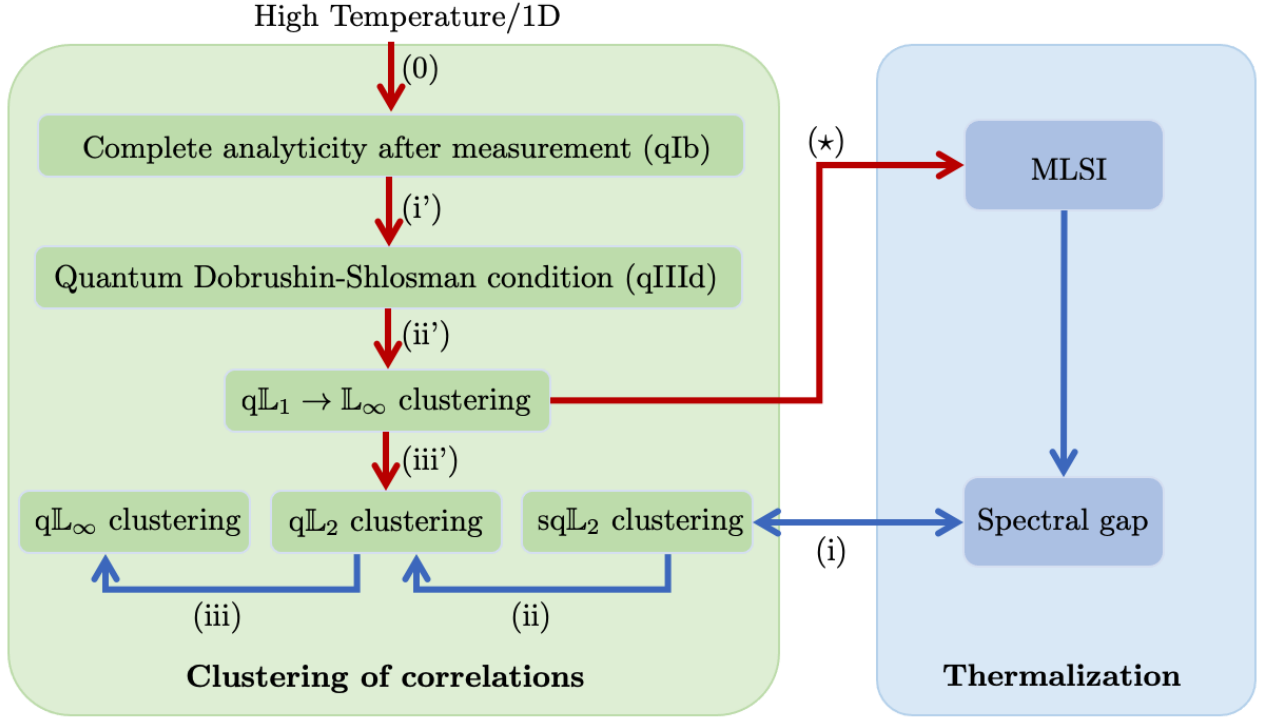 High Temperature/1D
(0)
Complete analyticity after measurement (qIb)
(i')
Quantum Dobrushin-Shlosman condition (qIIId)
(ii')
q𝕃₁ → 𝕃∞ clustering
(iii')
q𝕃∞ clustering
q𝕃₂ clustering
sq𝕃₂ clustering
(iii)
(ii)
Clustering of correlations
(⋆)
(i)
MLSI
Spectral gap
Thermalization